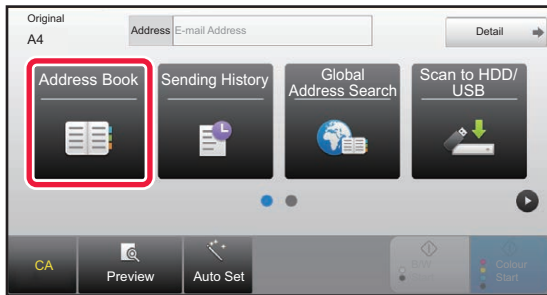 Original
A4
Address E-mail Address
Detail
Address Book
Sending History
Global
Address Search
Scan to HDD/
USB
CA
Preview
Auto Set
Colour
Start